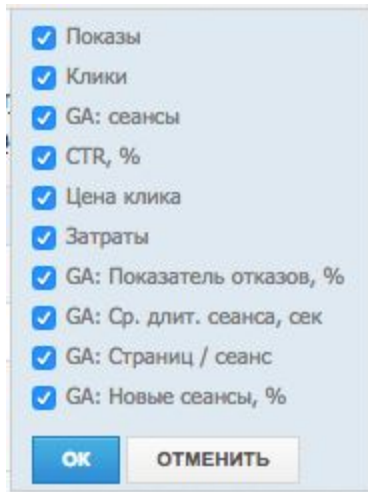 Показы
Клики
GA: сеансы
CTR, %
Цена клика
Затраты
GA: Показатель отказов, %
GA: Ср. длит. сеанса, сек
GA: Страниц / сеанс
GA: Новые сеансы, %
ОК ОТМЕНИТЬ